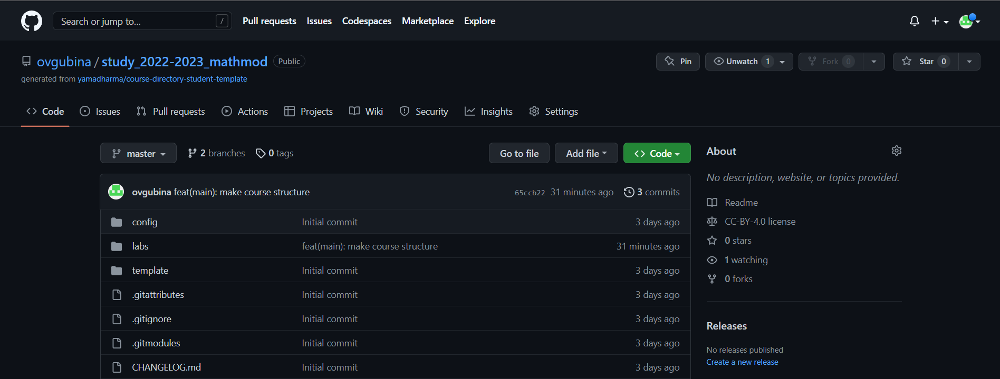 Search or jump to... / Pull requests Issues Codespaces Marketplace Explore
ovgubina / study_2022-2023_mathmod Public Pin Unwatch 1 Fork 0 Star 0
generated from yamadharma/course-directory-student-template
Code Issues Pull requests Actions Projects Wiki Security Insights Settings
master 2 branches 0 tags Go to file Add file Code
About
No description, website, or topics provided.
ovgubina feat(main): make course structure 65ccb22 31 minutes ago 3 commits
config Initial commit 3 days ago
labs feat(main): make course structure 31 minutes ago
template Initial commit 3 days ago
.gitattributes Initial commit 3 days ago
.gitignore Initial commit 3 days ago
.gitmodules Initial commit 3 days ago
CHANGELOG.md Initial commit 3 days ago
Readme
CC-BY-4.0 license
0 stars
1 watching
0 forks
Releases
No releases published
Create a new release